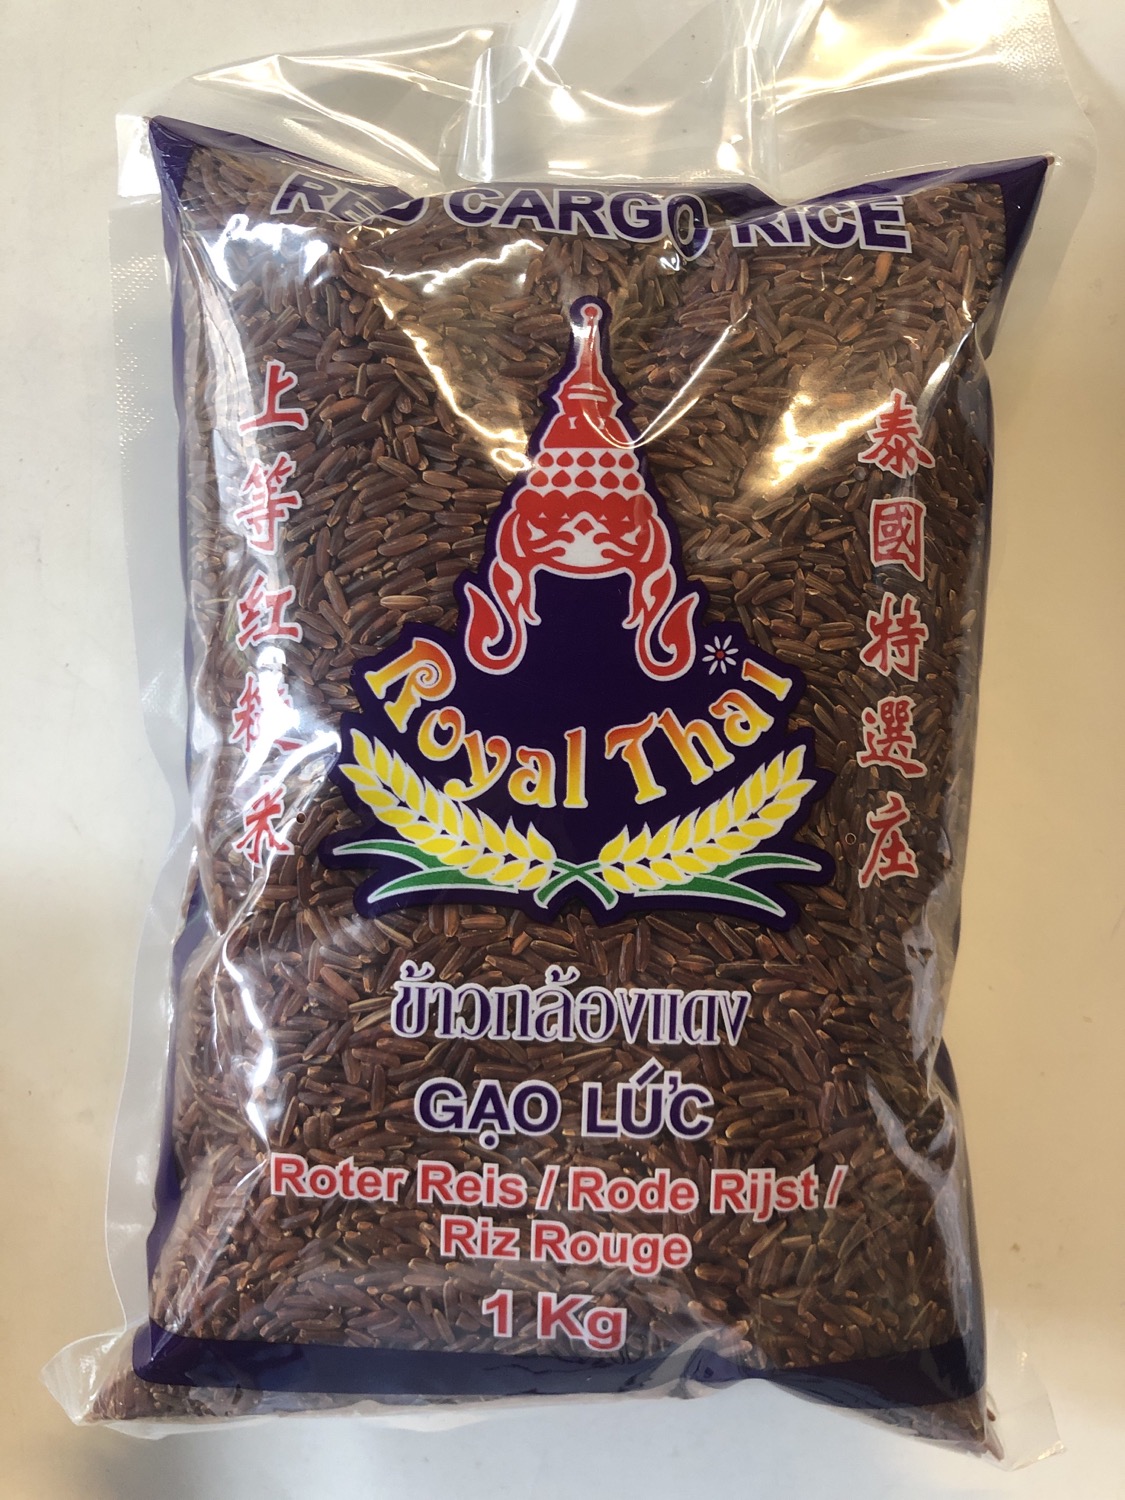 RED CARGO RICE
上等紅糙米
泰國特選庄
Royal Thai
ข้าวกล้องแดง
GẠO LỨC
Roter Reis / Rode Rijst /
Riz Rouge
1 Kg